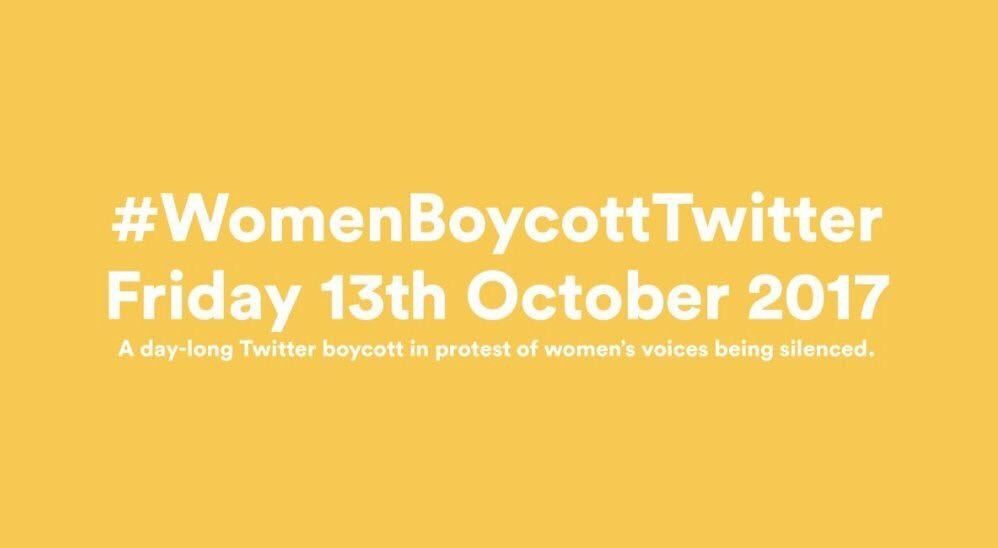 #WomenBoycottTwitter
Friday 13th October 2017
A day-long Twitter boycott in protest of women’s voices being silenced.